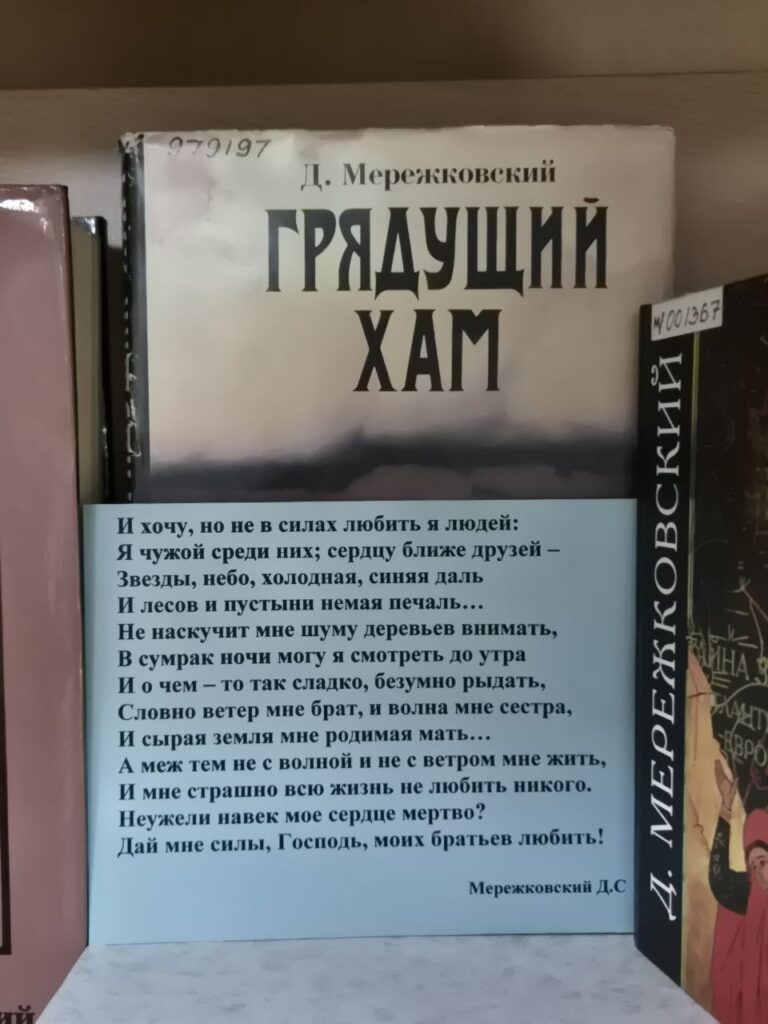 979197
Д. Мережковский
ГРЯДУЩИЙ
ХАМ
И хочу, но не в силах любить я людей:
Я чужой среди них; сердцу ближе друзей –
Звезды, небо, холодная, синяя даль
И лесов и пустыни немая печаль…
Не наскучит мне шуму деревьев внимать,
В сумрак ночи могу я смотреть до утра
И о чем – то так сладко, безумно рыдать,
Словно ветер мне брат, и волна мне сестра,
И сырая земля мне родимая мать…
А меж тем не с волной и не с ветром мне жить,
И мне страшно всю жизнь не любить никого.
Неужели навек мое сердце мертво?
Дай мне силы, Господь, моих братьев любить!
Мережковский Д.С
001367
Д. МЕРЕЖКОВСКИЙ